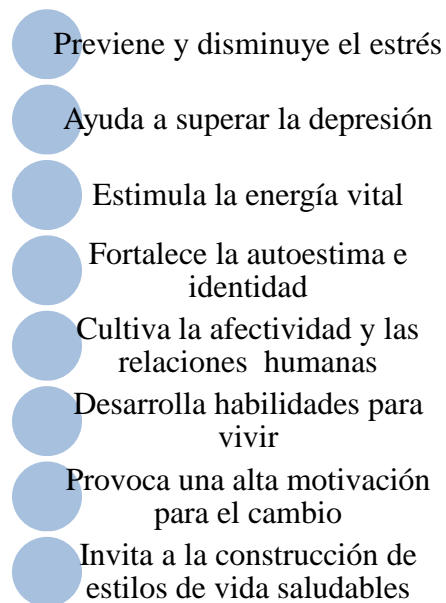 Previene y disminuye el estrés
Ayuda a superar la depresión
Estimula la energía vital
Fortalece la autoestima e
identidad
Cultiva la afectividad y las
relaciones humanas
Desarrolla habilidades para
vivir
Provoca una alta motivación
para el cambio
Invita a la construcción de
estilos de vida saludables